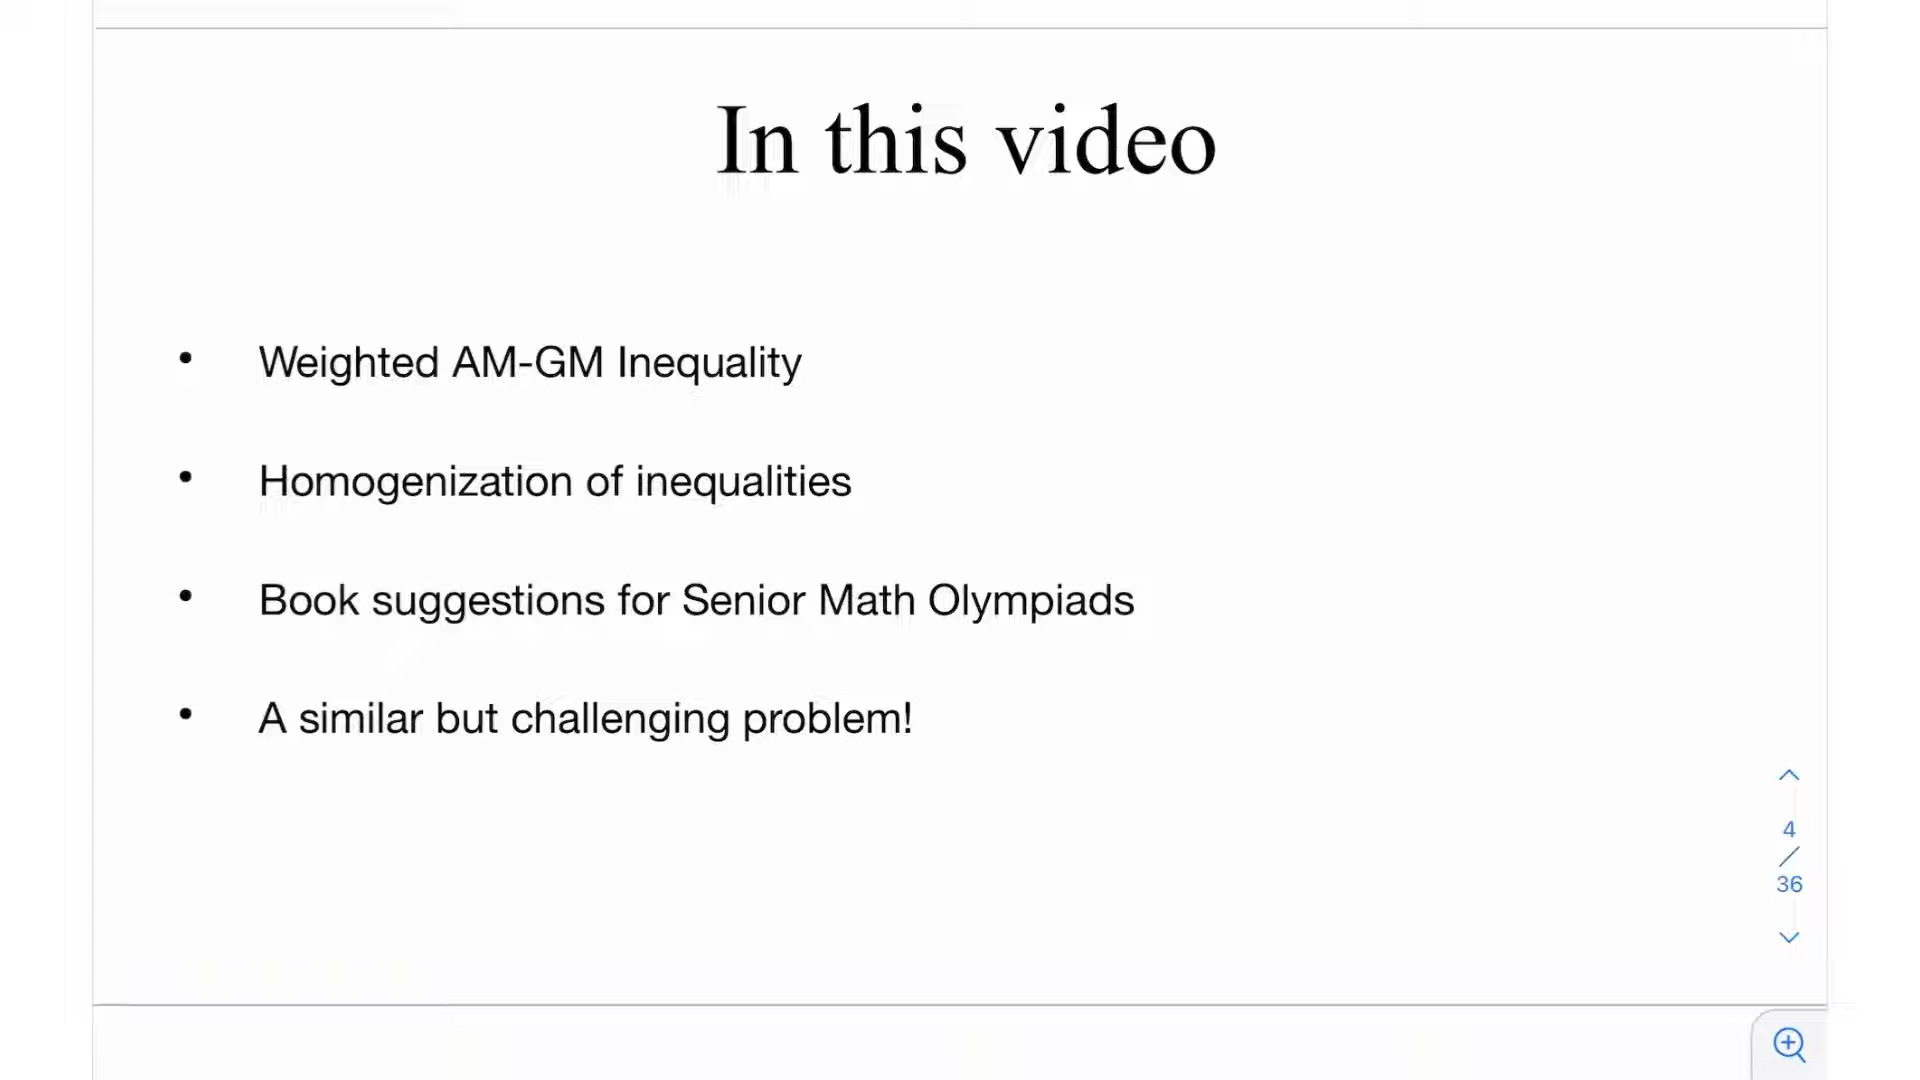 In this video
• Weighted AM-GM Inequality
• Homogenization of inequalities
• Book suggestions for Senior Math Olympiads
• A similar but challenging problem!
4
/
36